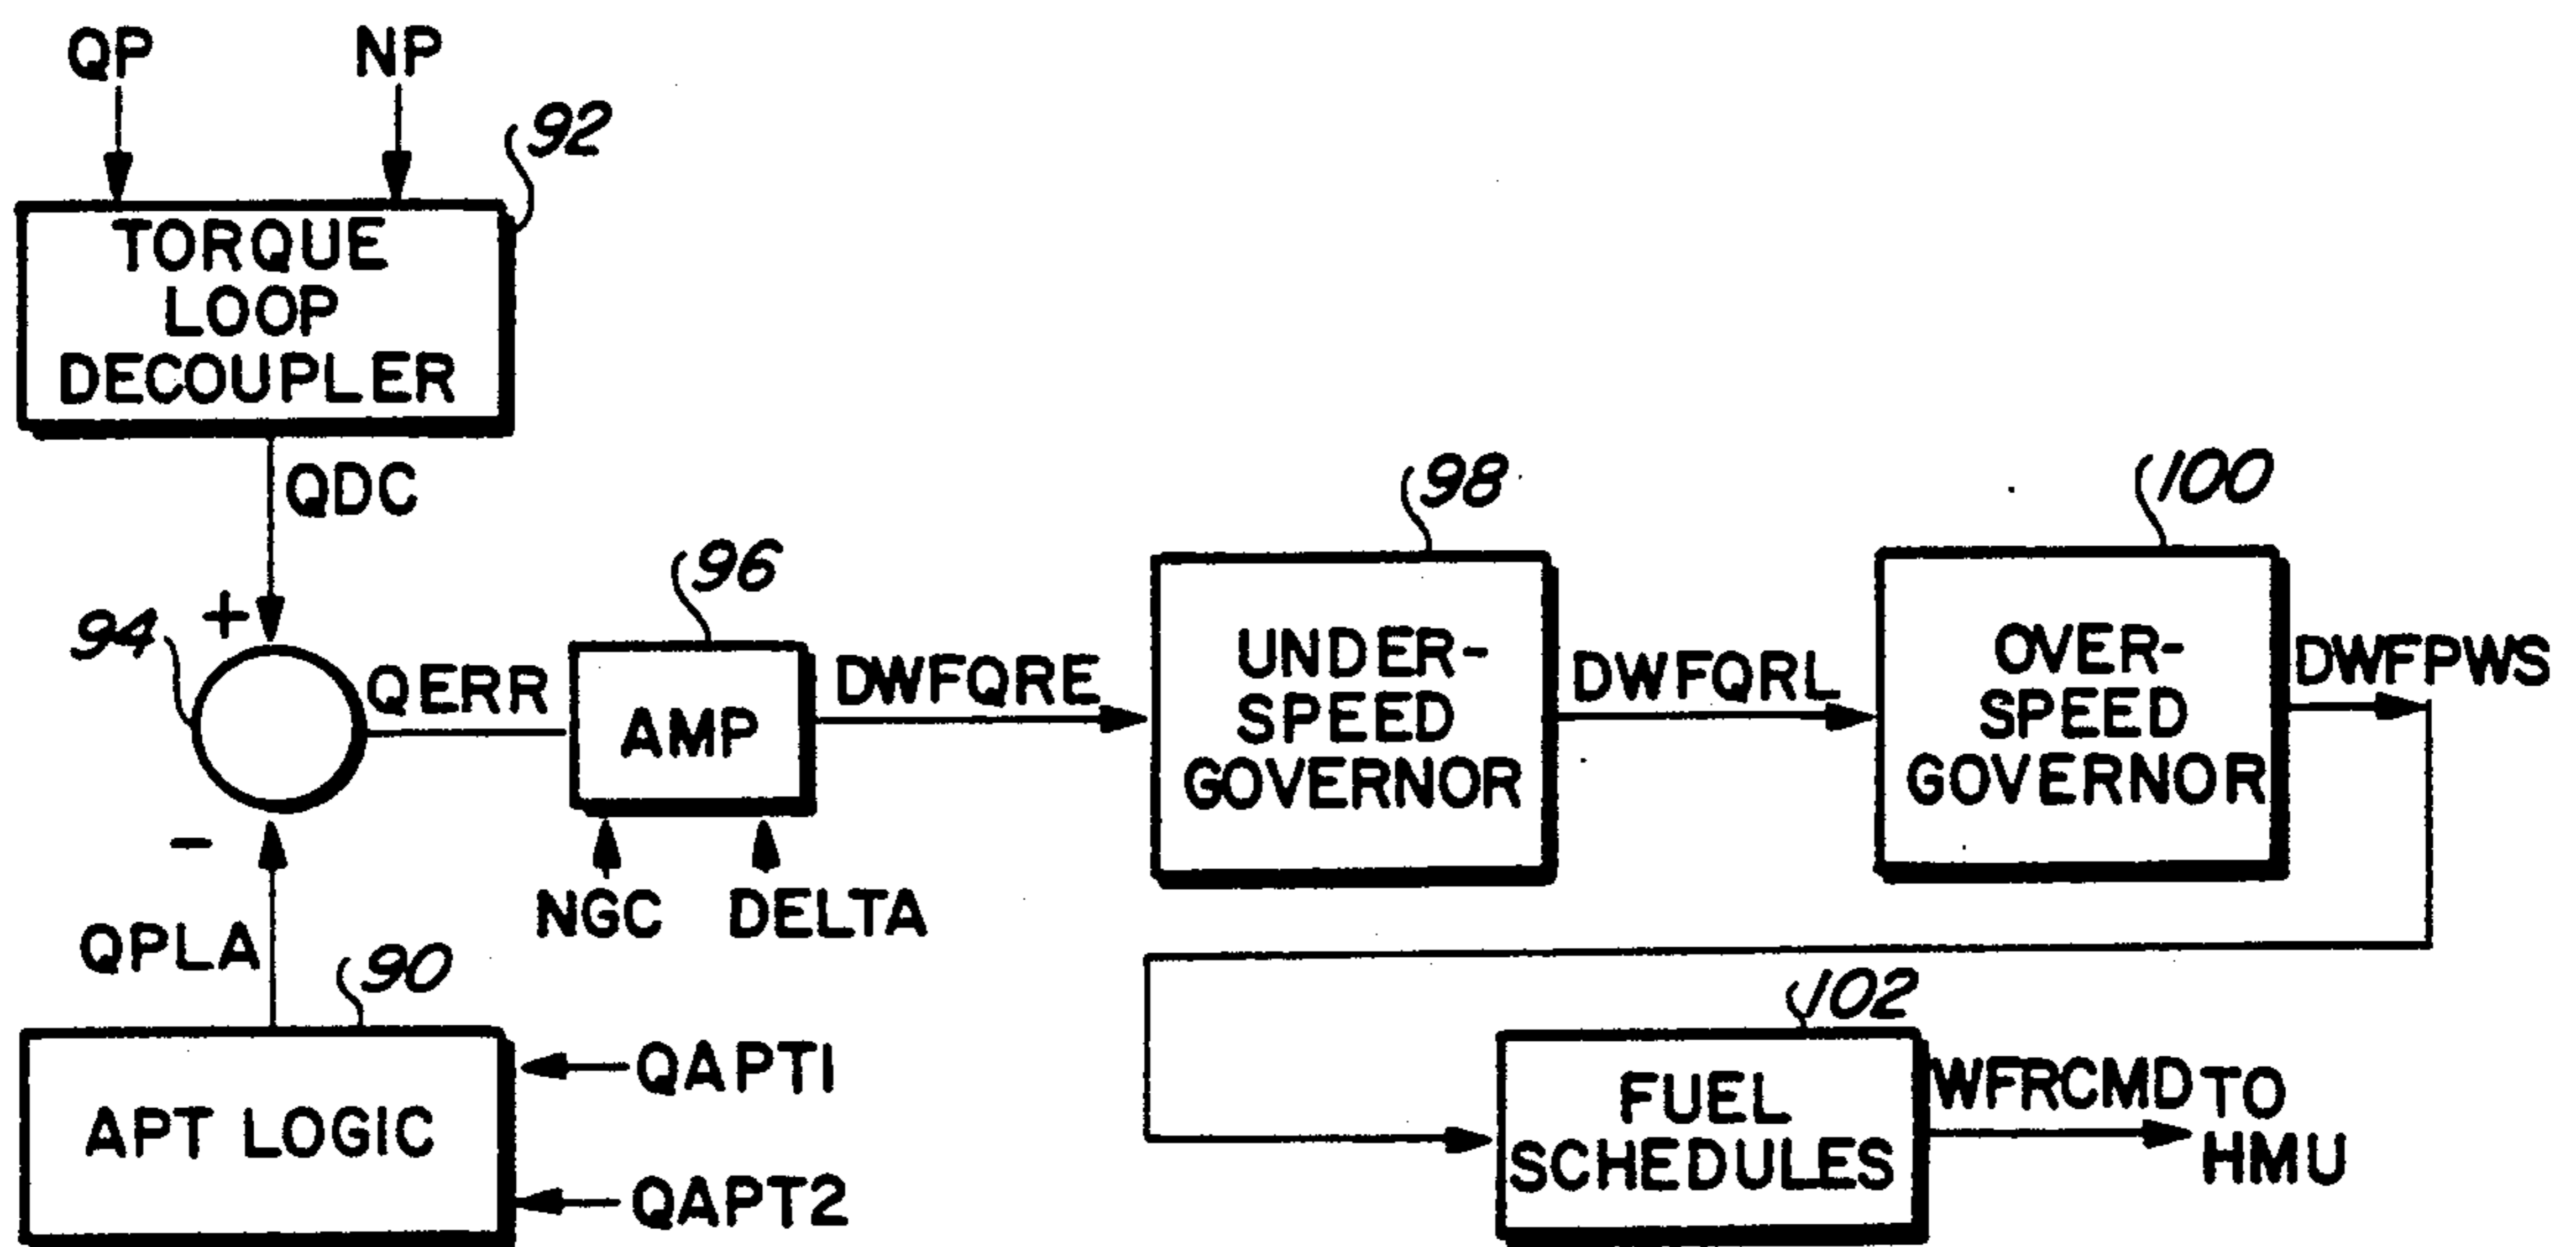 QP
NP
92
TORQUE
LOOP
DECOUPLER
QDC
98
100
96
94
+
QERR
AMP
DWFQRE
UNDER-
SPEED
GOVERNOR
DWFQRL
OVER-
SPEED
GOVERNOR
DWFPWS
-
NGC
DELTA
QPLA
90
APT LOGIC
QAPT1
QAPT2
102
FUEL
SCHEDULES
WFRCMD
TO
HMU